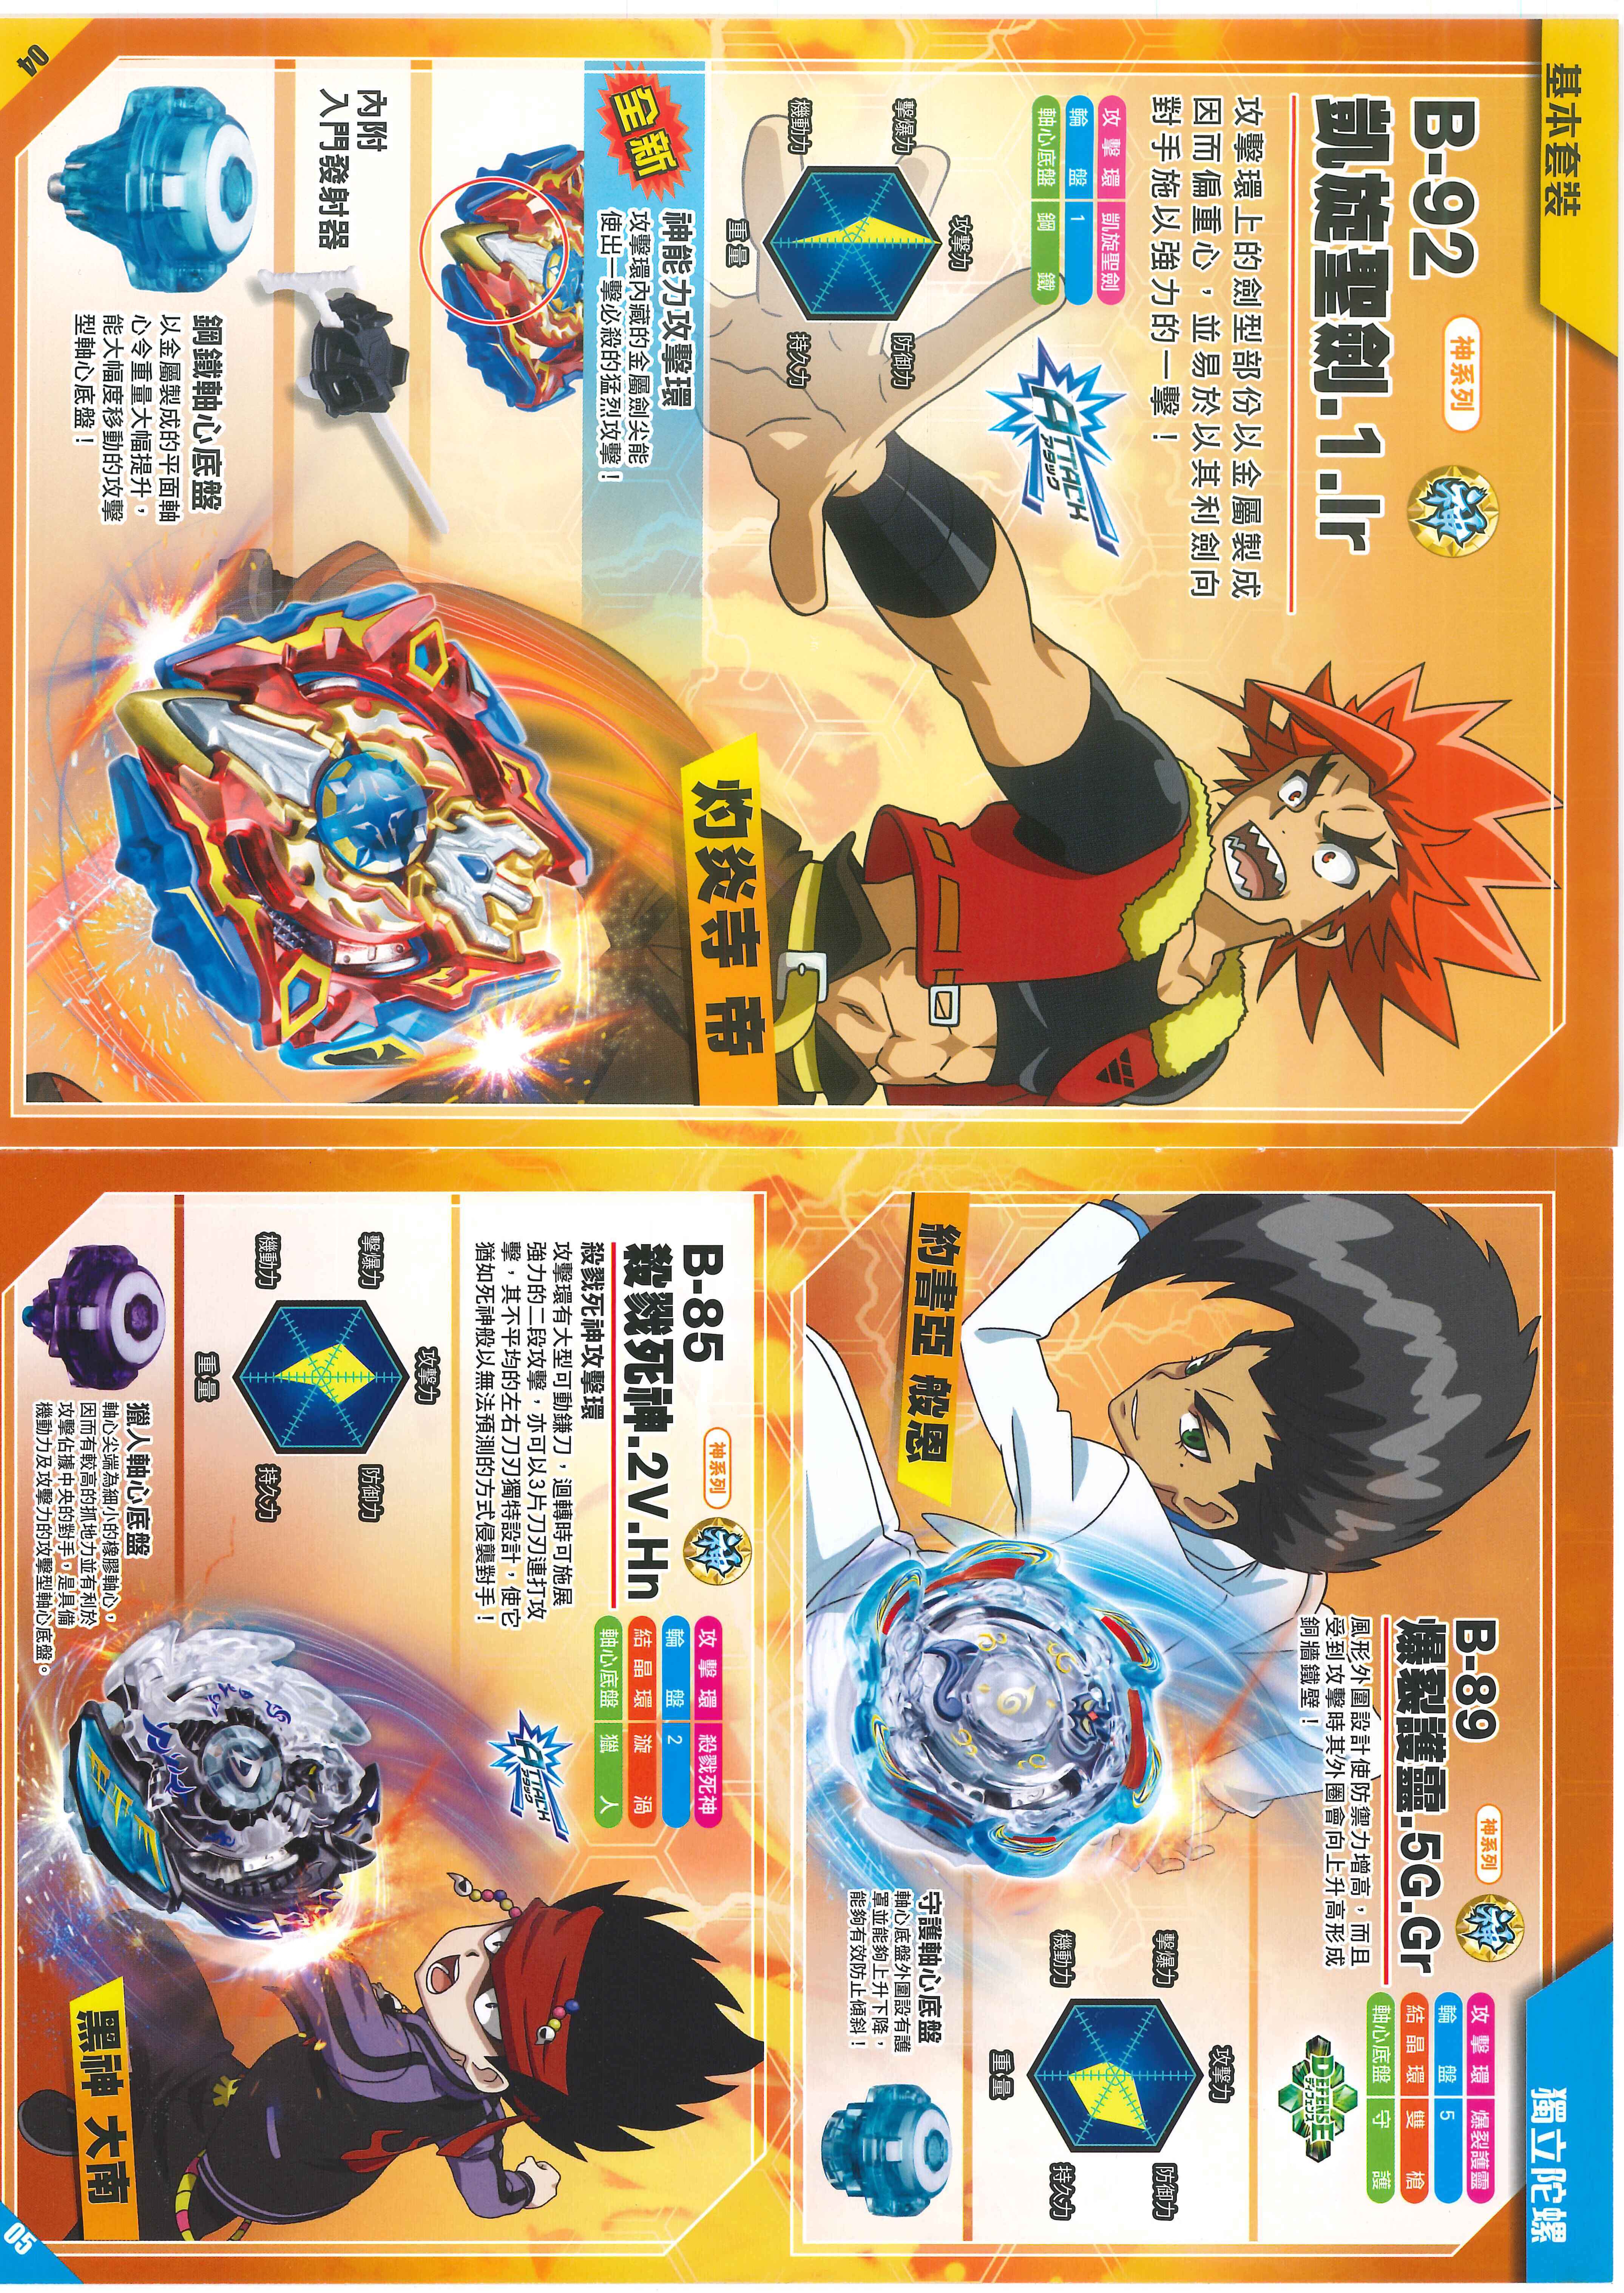 基本套裝
B-92
神系列
神
凱旋聖劍.1.Ir
攻擊環上的劍型部份以金屬製成
因而偏重心，並易於以其利劍向
對手施以強力的一擊！
攻擊環 凱旋聖劍
輪盤 1
軸心底盤 鋼鐵
ATTACK
アタック
攻擊力
擊爆力
防御力
機動力
持久力
重量
灼炎寺 帝
全新
神能力攻擊環
攻擊環內藏的金屬劍尖能
使出一擊必殺的猛烈攻擊！
內附
入門發射器
鋼鐵軸心底盤
以金屬製成的平面軸
心令重量大幅提升，
能大幅度移動的攻擊
型軸心底盤！
04
獨立陀螺
B-89
神系列
神
爆裂護靈.5G.Gr
風形外圍設計使防禦力增高，而且
受到攻擊時其外圈會向上升高形成
銅牆鐵壁！
攻擊環 爆裂護靈
輪盤 5
結晶環 雙槍
軸心底盤 守護
DEFENSE
ディフェンス
攻擊力
擊爆力
防御力
機動力
持久力
重量
約書亞 般恩
守護軸心底盤
軸心底盤外圍設有護
罩並能夠上升下降，
能夠有效防止傾斜！
B-85
神系列
神
殺戮死神.2V.Hn
攻擊環 殺戮死神
輪盤 2
結晶環 漩渦
軸心底盤 獵人
殺戮死神攻擊環
攻擊環有大型可動鎌刀，迴轉時可施展
強力的二段攻擊，亦可以3片刀刃連打攻
擊，其不平均的左右刀刃獨特設計，使它
猶如死神般以無法預測的方式侵襲對手！
ATTACK
アタック
攻擊力
擊爆力
防御力
機動力
持久力
重量
獵人軸心底盤
軸心尖端為細小的橡膠軸心，
因而有較高的抓地力並有利於
攻擊佔據中央的對手，是具備
機動力及攻擊力的攻擊型軸心底盤。
黑神 大南
05